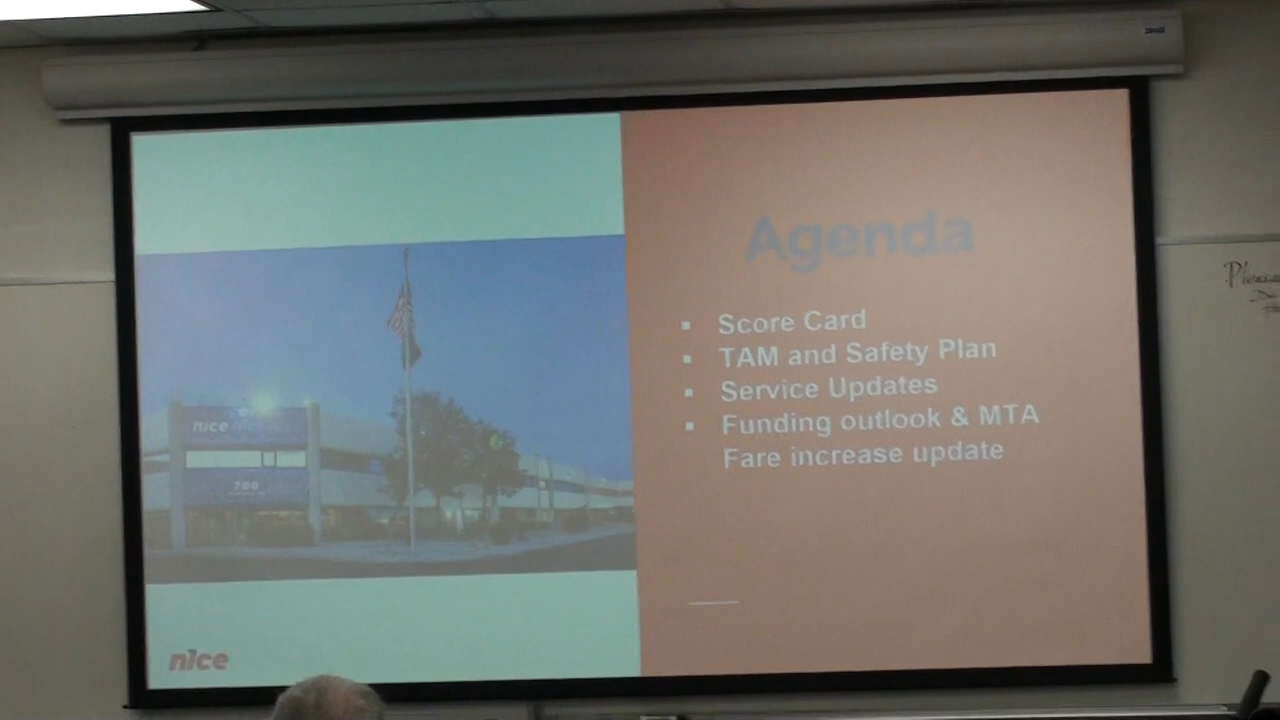 Agenda
▪ Score Card
▪ TAM and Safety Plan
▪ Service Updates
▪ Funding outlook & MTA
Fare increase update
nice
700
nice